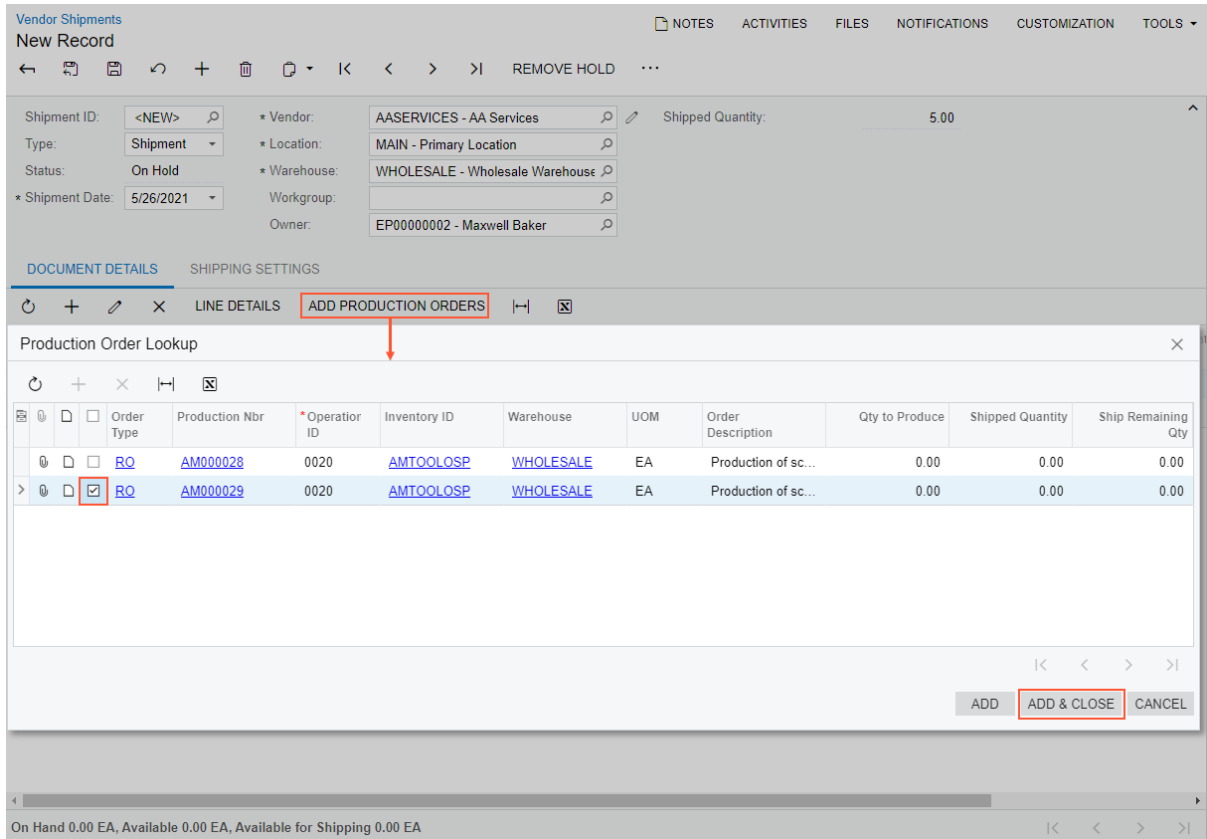 Vendor Shipments
New Record
NOTES ACTIVITIES FILES NOTIFICATIONS CUSTOMIZATION TOOLS
REMOVE HOLD ...
Shipment ID: <NEW> * Vendor: AASERVICES - AA Services Shipped Quantity: 5.00
Type: Shipment * Location: MAIN - Primary Location
Status: On Hold * Warehouse: WHOLESALE - Wholesale Warehouse
* Shipment Date: 5/26/2021 Workgroup:
Owner: EP00000002 - Maxwell Baker
DOCUMENT DETAILS SHIPPING SETTINGS
LINE DETAILS ADD PRODUCTION ORDERS
Production Order Lookup
Order Type Production Nbr * Operation ID Inventory ID Warehouse UOM Order Description Qty to Produce Shipped Quantity Ship Remaining Qty
RO AM000028 0020 AMTOOLOSP WHOLESALE EA Production of sc... 0.00 0.00 0.00
RO AM000029 0020 AMTOOLOSP WHOLESALE EA Production of sc... 0.00 0.00 0.00
ADD ADD & CLOSE CANCEL
On Hand 0.00 EA, Available 0.00 EA, Available for Shipping 0.00 EA